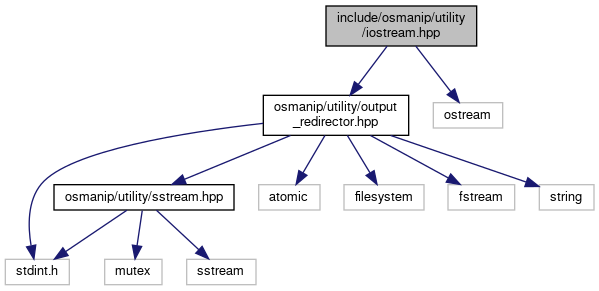 include/osmanip/utility
/iostream.hpp
osmanip/utility/output
_redirector.hpp
ostream
osmanip/utility/sstream.hpp
atomic
filesystem
fstream
string
stdint.h
mutex
sstream